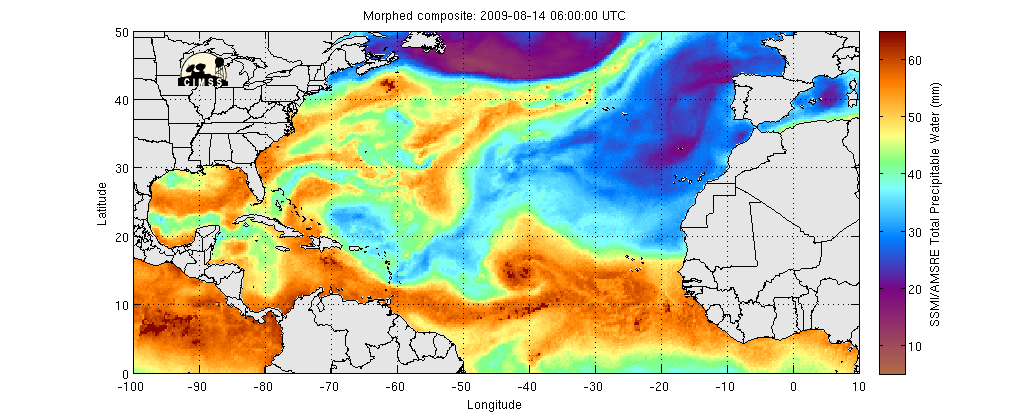 Morphed composite: 2009-08-14 06:00:00 UTC
50
40
30
20
10
0
Latitude
CIMSS
-100 -90 -80 -70 -60 -50 -40 -30 -20 -10 0 10
Longitude
60
50
40
30
20
10
SSMI/AMSRE Total Precipitable Water (mm)